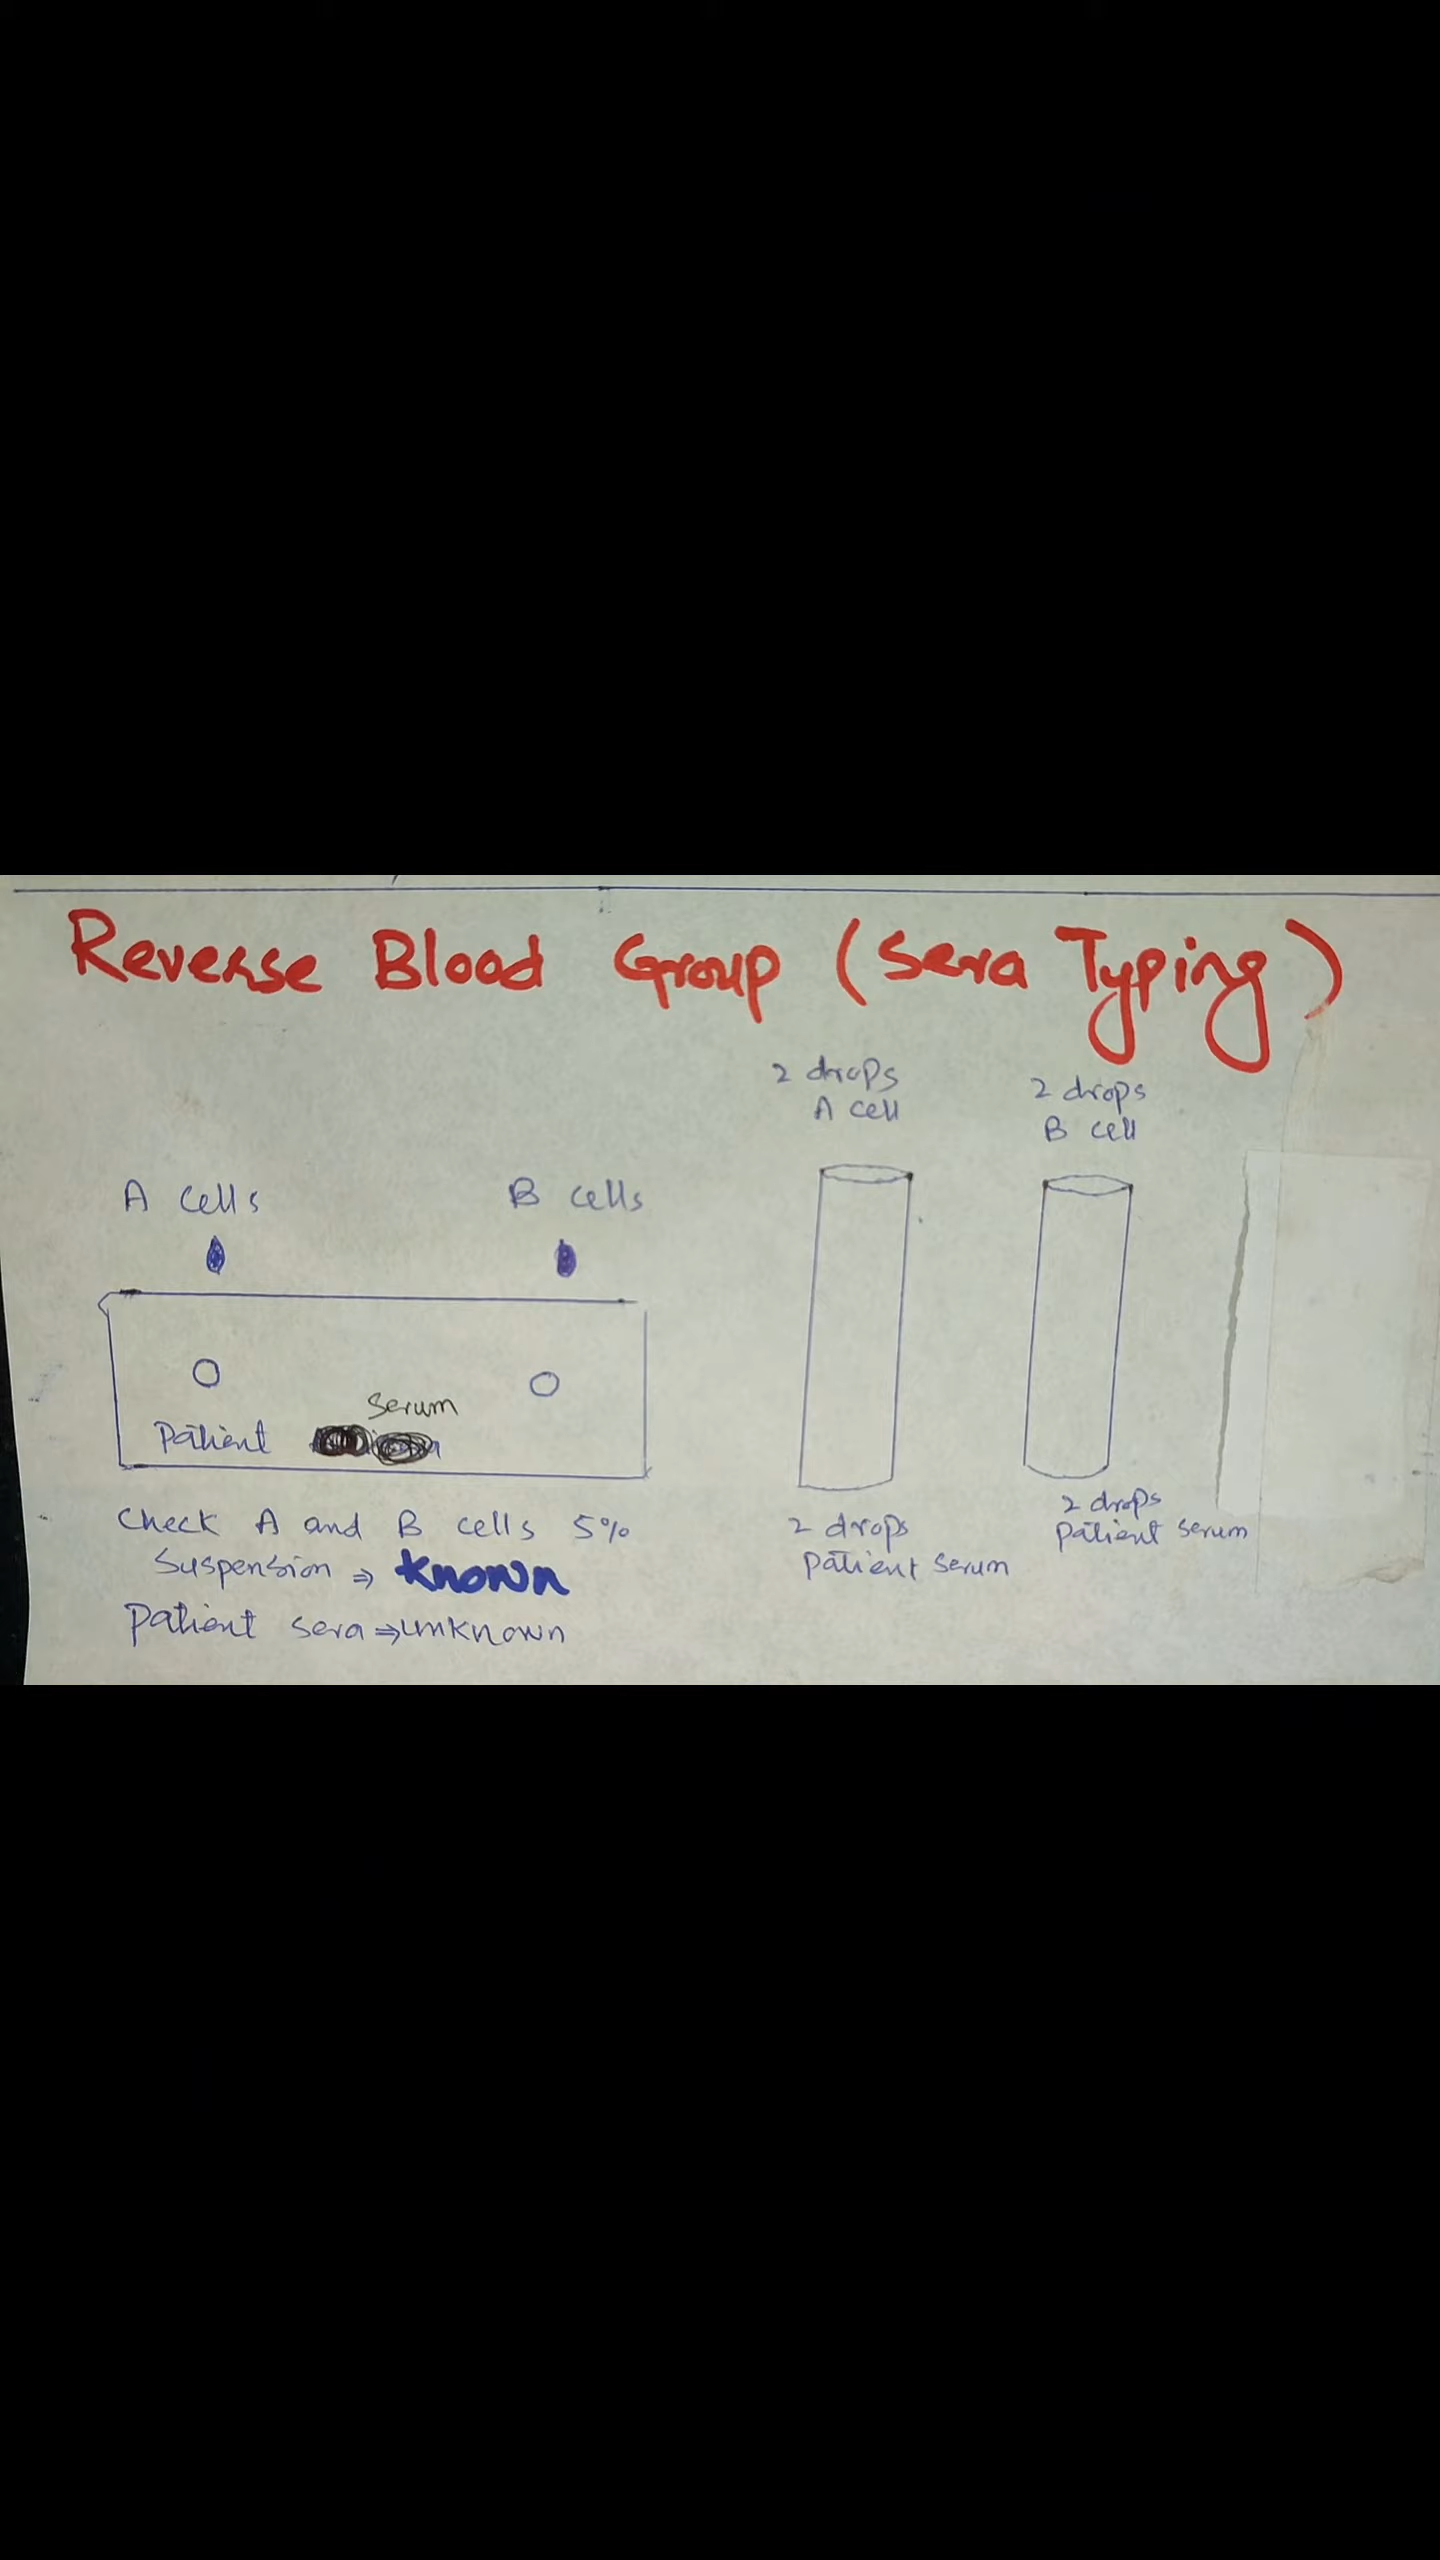 Reverse Blood Group (Sera Typing)
A cells
B cells
Patient Serum
Check A and B cells 5%
Suspension ⇒ known
Patient sera ⇒ unknown
2 drops
A cell
2 drops
Patient Serum
2 drops
B cell
2 drops
Patient Serum